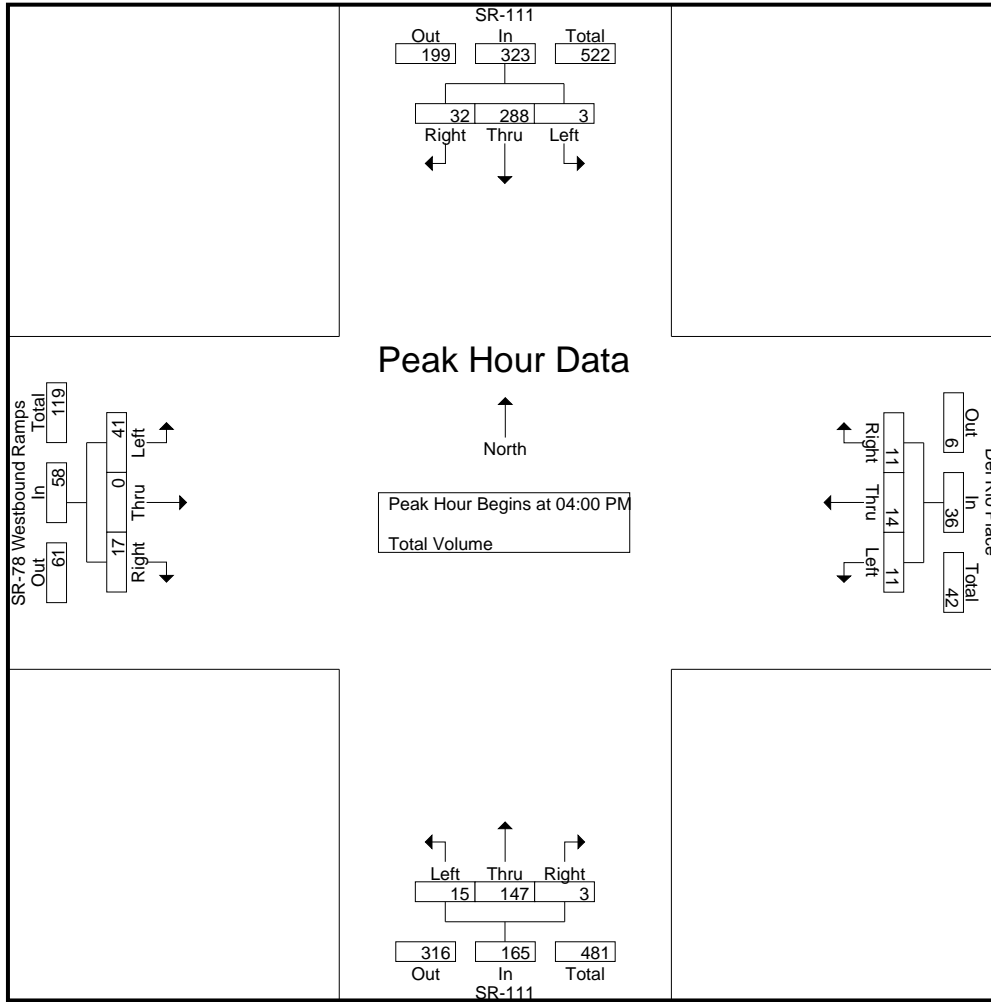 SR-111
Out In Total
199 323 522
32 288 3
Right Thru Left
Peak Hour Data
North
Peak Hour Begins at 04:00 PM
Total Volume
SR-78 Westbound Ramps
Out In Total
61 58 119
Left Thru Right
41 0 17
Right Thru Left
11 14 11
Out In Total
6 36 42
Del Rio Place
Left Thru Right
15 147 3
316 165 481
Out In Total
SR-111